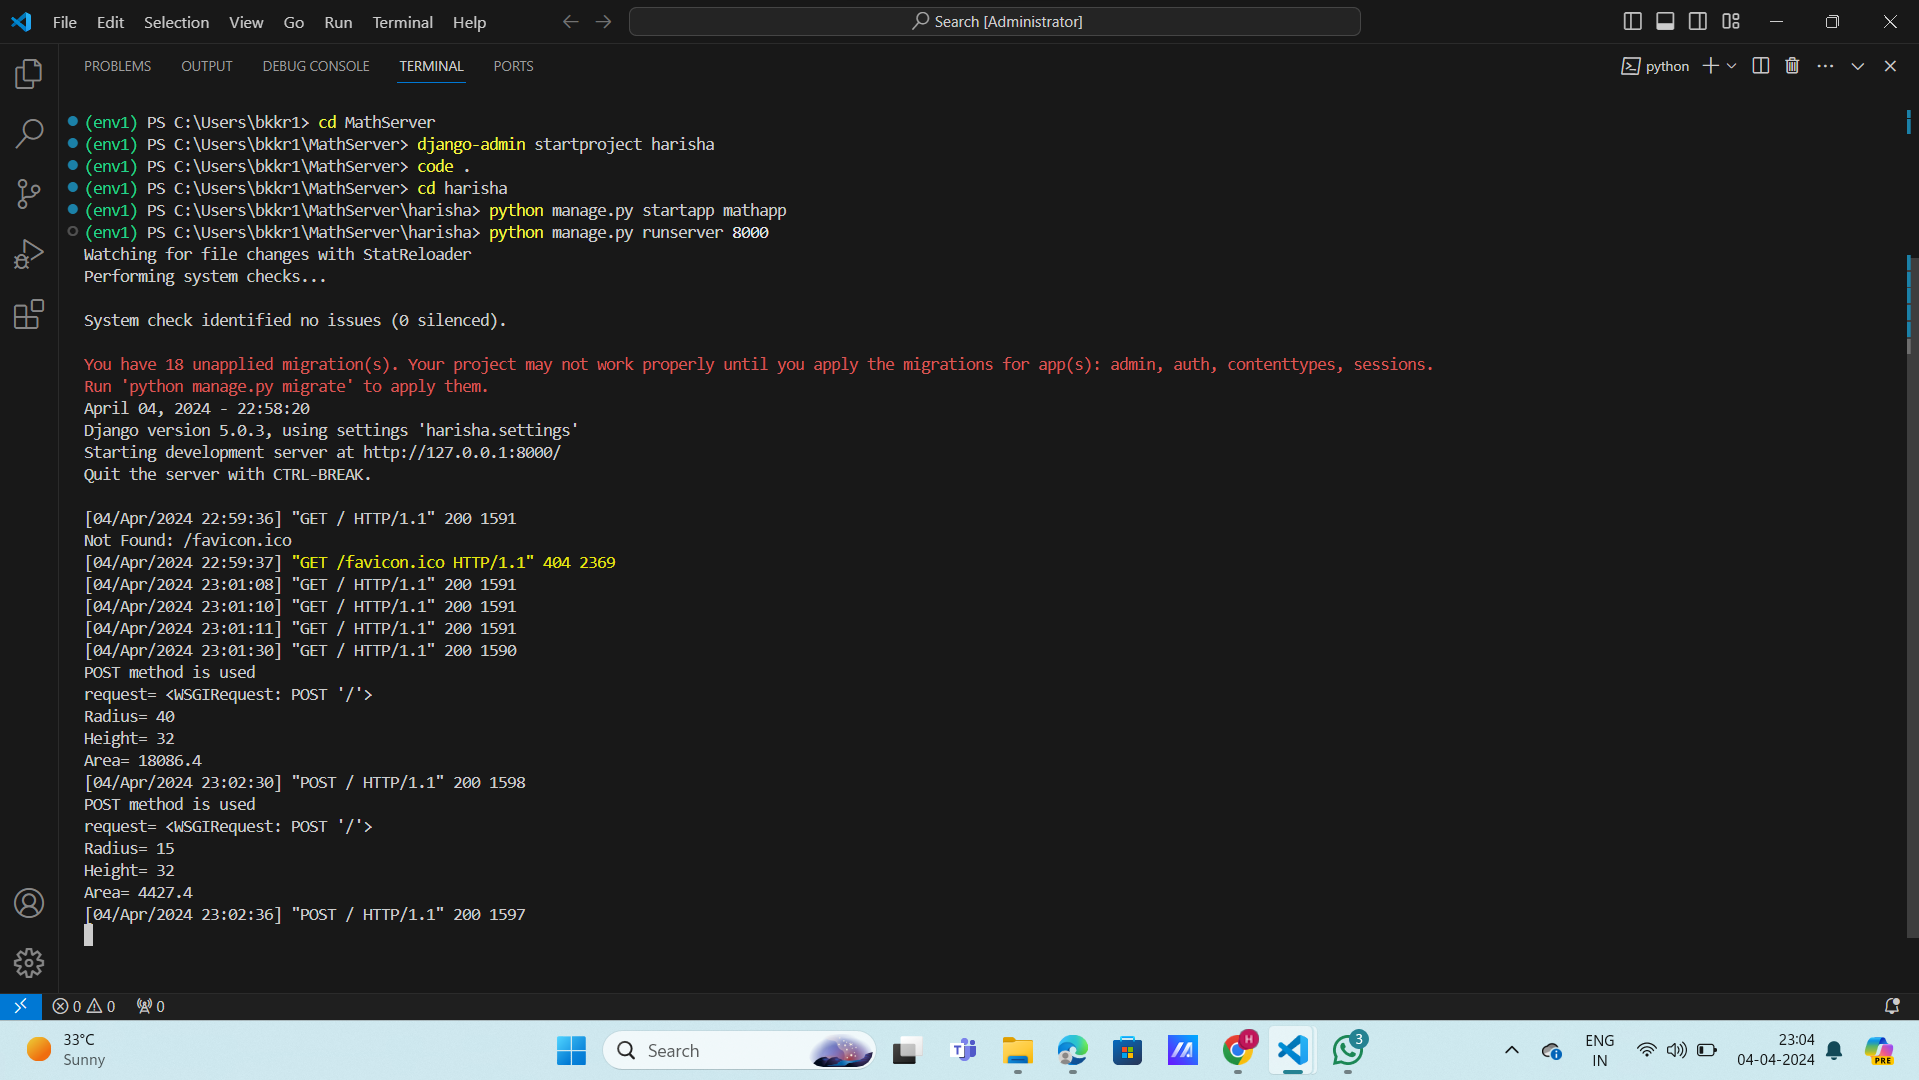 File Edit Selection View Go Run Terminal Help
Search [Administrator]
PROBLEMS OUTPUT DEBUG CONSOLE TERMINAL PORTS
python
(env1) PS C:\Users\bkkr1> cd MathServer
(env1) PS C:\Users\bkkr1\MathServer> django-admin startproject harisha
(env1) PS C:\Users\bkkr1\MathServer> code .
(env1) PS C:\Users\bkkr1\MathServer> cd harisha
(env1) PS C:\Users\bkkr1\MathServer\harisha> python manage.py startapp mathapp
(env1) PS C:\Users\bkkr1\MathServer\harisha> python manage.py runserver 8000
Watching for file changes with StatReloader
Performing system checks...
System check identified no issues (0 silenced).
You have 18 unapplied migration(s). Your project may not work properly until you apply the migrations for app(s): admin, auth, contenttypes, sessions.
Run 'python manage.py migrate' to apply them.
April 04, 2024 - 22:58:20
Django version 5.0.3, using settings 'harisha.settings'
Starting development server at http://127.0.0.1:8000/
Quit the server with CTRL-BREAK.
[04/Apr/2024 22:59:36] "GET / HTTP/1.1" 200 1591
Not Found: /favicon.ico
[04/Apr/2024 22:59:37] "GET /favicon.ico HTTP/1.1" 404 2369
[04/Apr/2024 23:01:08] "GET / HTTP/1.1" 200 1591
[04/Apr/2024 23:01:10] "GET / HTTP/1.1" 200 1591
[04/Apr/2024 23:01:11] "GET / HTTP/1.1" 200 1591
[04/Apr/2024 23:01:30] "GET / HTTP/1.1" 200 1590
POST method is used
request= <WSGIRequest: POST '/'>
Radius= 40
Height= 32
Area= 18086.4
[04/Apr/2024 23:02:30] "POST / HTTP/1.1" 200 1598
POST method is used
request= <WSGIRequest: POST '/'>
Radius= 15
Height= 32
Area= 4427.4
[04/Apr/2024 23:02:36] "POST / HTTP/1.1" 200 1597
0 0 0
33°C
Sunny
Search
H
3
ENG
IN
23:04
04-04-2024
PRE